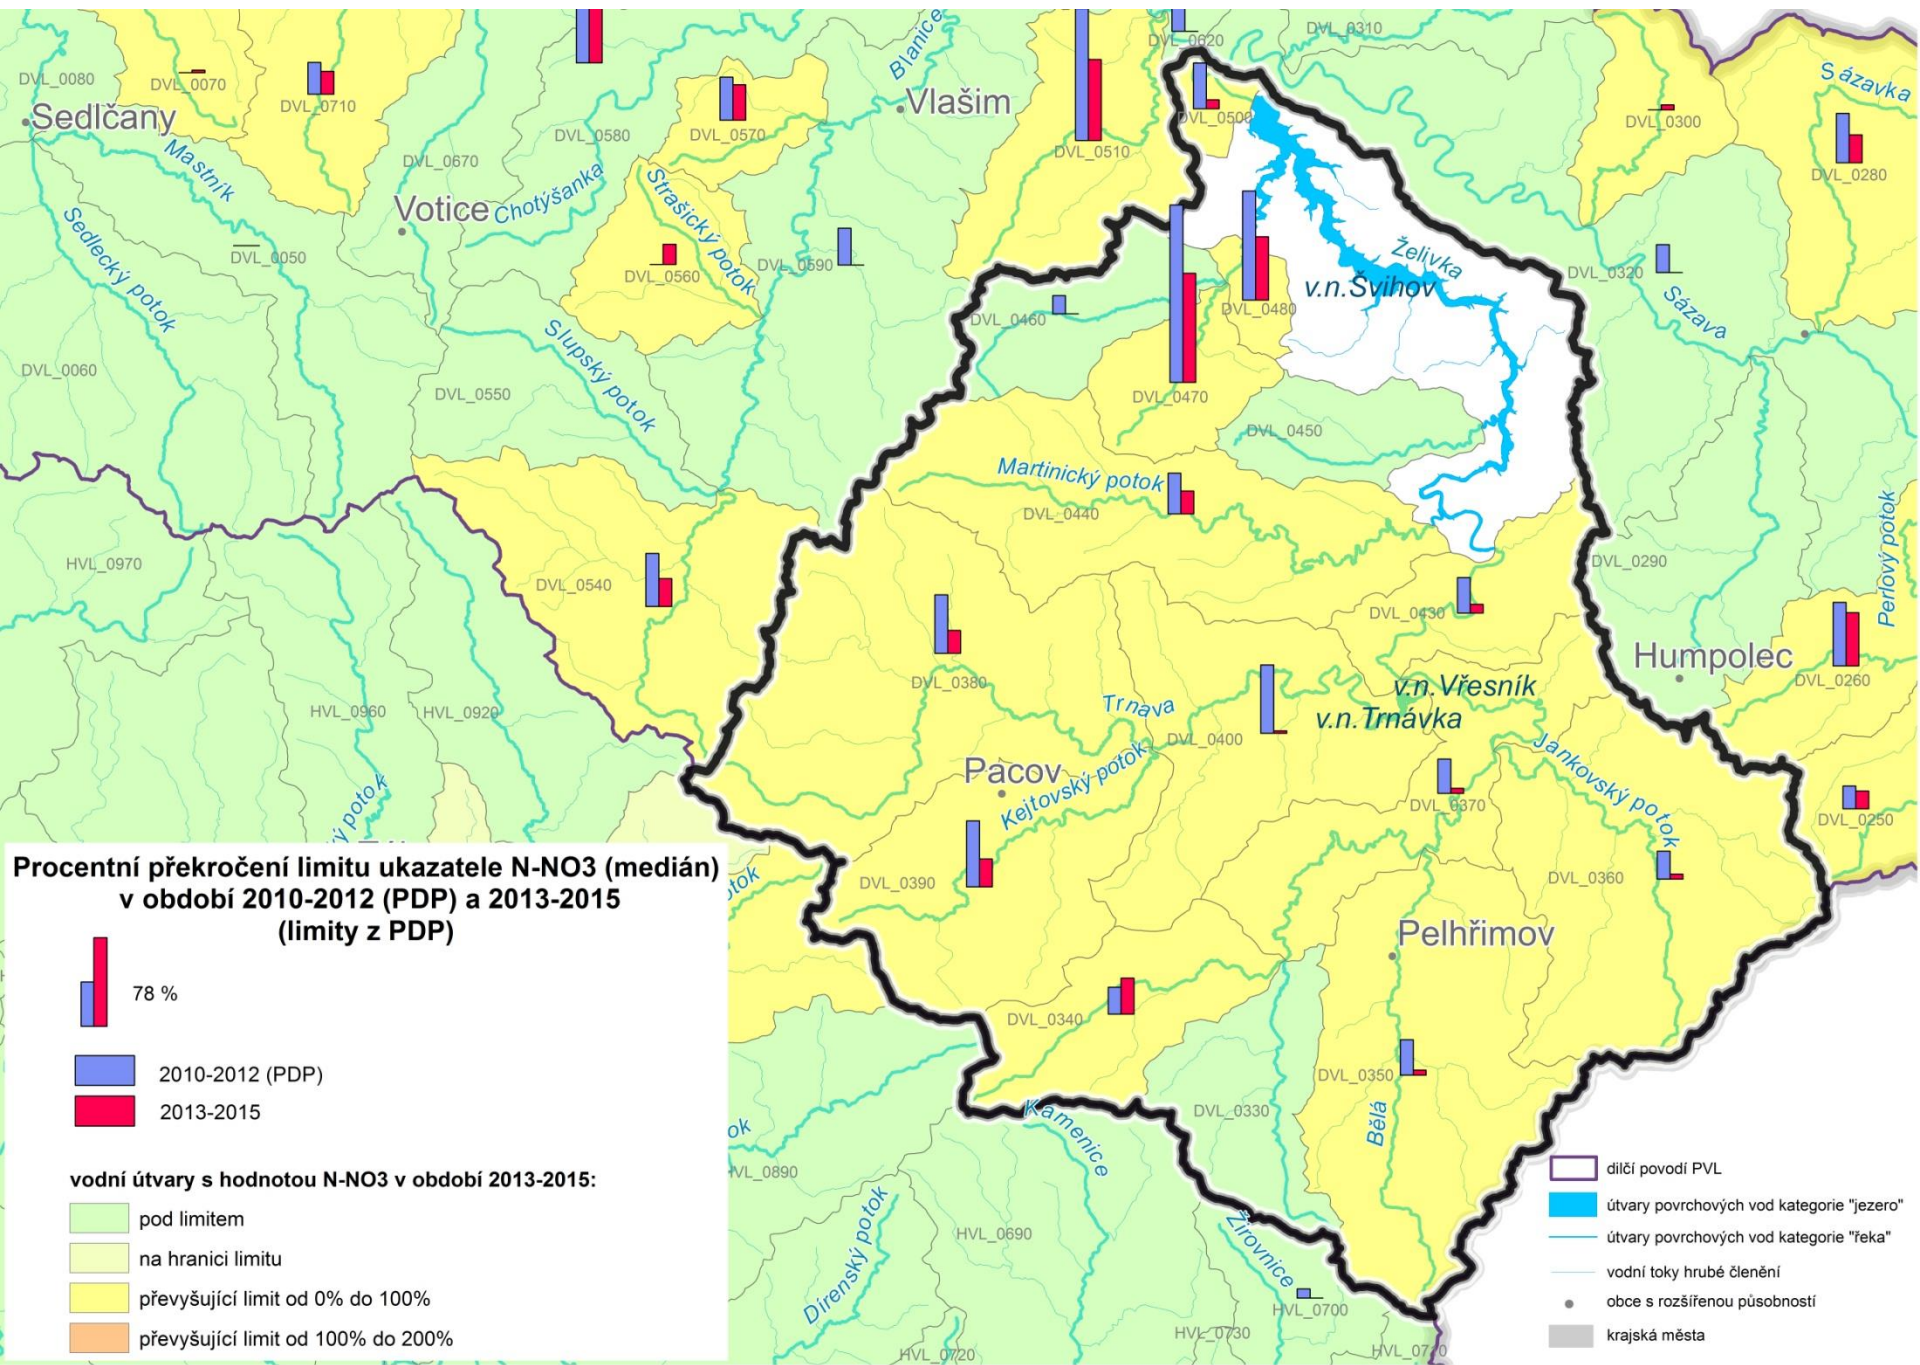 DVL_0310
DVL_0620
Blanice
Sázavka
DVL_0080
DVL_0070
DVL_0710
Sedlčany
DVL_0580
DVL_0570
Vlašim
DVL_0500
DVL_0300
DVL_0510
DVL_0280
DVL_0670
Mastník
Chotýšanka
Strašický potok
Votice
Sedlecký potok
DVL_0050
DVL_0560
DVL_0590
Želivka
v.n.Švihov
DVL_0320
Sázava
DVL_0460
DVL_0480
Slupský potok
DVL_0060
DVL_0550
DVL_0470
DVL_0450
Martinický potok
DVL_0440
Perlový potok
HVL_0970
DVL_0540
DVL_0290
DVL_0430
Humpolec
DVL_0380
DVL_0260
v.n.Vřesník
HVL_0960
HVL_0920
Trnava
v.n.Trnávka
DVL_0400
Jankovský potok
Pacov
Kejtovský potok
DVL_0370
DVL_0250
ý potok
DVL_0390
DVL_0360
otok
Pelhřimov
DVL_0340
DVL_0350
DVL_0330
Kamenice
Bělá
ok
HVL_0890
Dírenský potok
HVL_0690
Žirovnice
HVL_0700
HVL_0730
HVL_0720
HVL_0710
Procentní překročení limitu ukazatele N-NO3 (medián)
v období 2010-2012 (PDP) a 2013-2015
(limity z PDP)
78 %
2010-2012 (PDP)
2013-2015
vodní útvary s hodnotou N-NO3 v období 2013-2015:
pod limitem
na hranici limitu
převyšující limit od 0% do 100%
převyšující limit od 100% do 200%
dilčí povodí PVL
útvary povrchových vod kategorie "jezero"
útvary povrchových vod kategorie "řeka"
vodní toky hrubé členění
obce s rozšířenou působností
krajská města